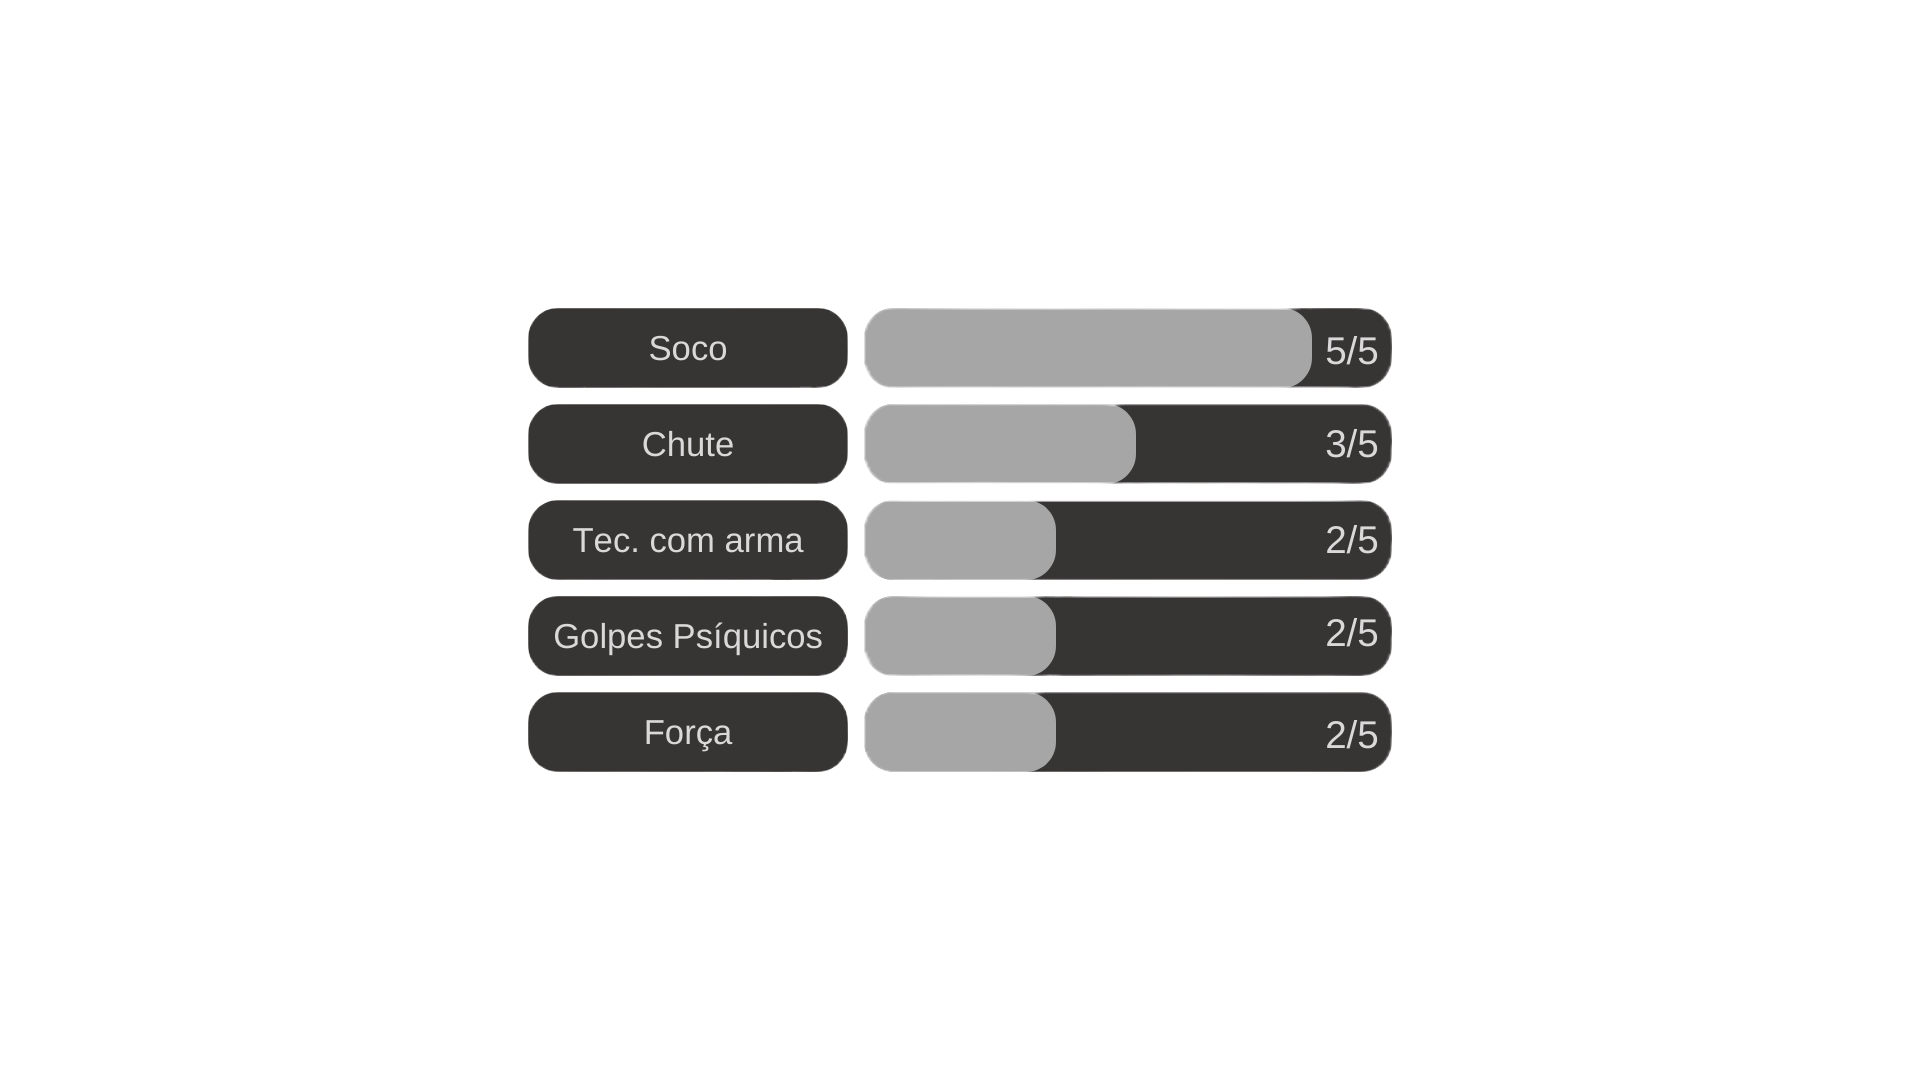 Soco 5/5
Chute 3/5
Tec. com arma 2/5
Golpes Psíquicos 2/5
Força 2/5